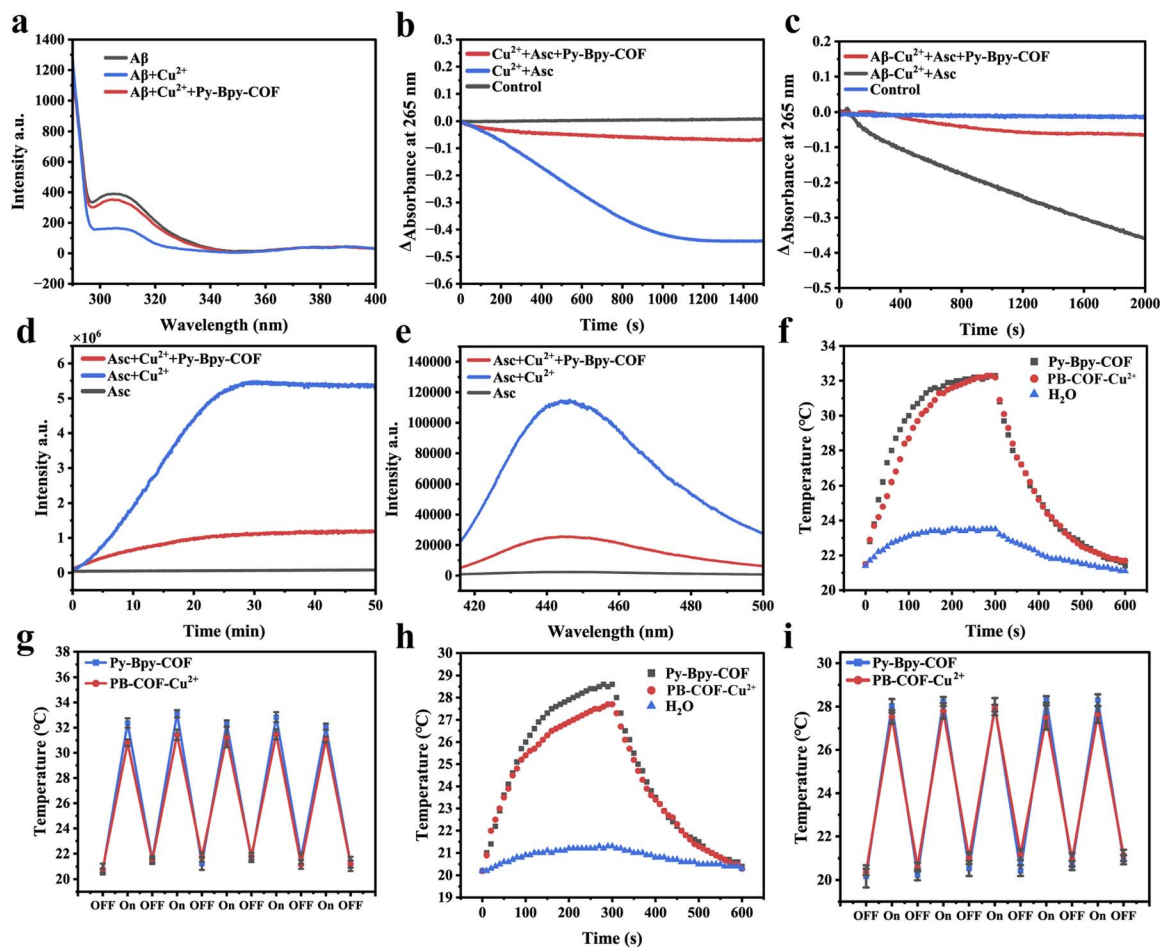 a
1400
1200
1000
800
600
400
200
0
−200
Intensity a.u.
Aβ
Aβ+Cu²⁺
Aβ+Cu²⁺+Py-Bpy-COF
300
320
340
360
380
400
Wavelength (nm)
b
0.3
0.2
0.1
0.0
−0.1
−0.2
−0.3
−0.4
−0.5
−0.6
Δ Absorbance at 265 nm
Cu²⁺+Asc+Py-Bpy-COF
Cu²⁺+Asc
Control
0
200
400
600
800
1000
1200
1400
Time (s)
c
0.2
0.1
0.0
−0.1
−0.2
−0.3
−0.4
−0.5
Δ Absorbance at 265 nm
Aβ-Cu²⁺+Asc+Py-Bpy-COF
Aβ-Cu²⁺+Asc
Control
0
400
800
1200
1600
2000
Time (s)
d
×10⁶
6
5
4
3
2
1
0
Intensity a.u.
Asc+Cu²⁺+Py-Bpy-COF
Asc+Cu²⁺
Asc
0
10
20
30
40
50
Time (min)
e
140000
120000
100000
80000
60000
40000
20000
0
Intensity a.u.
Asc+Cu²⁺+Py-Bpy-COF
Asc+Cu²⁺
Asc
420
440
460
480
500
Wavelength (nm)
f
34
32
30
28
26
24
22
20
Temperature (°C)
Py-Bpy-COF
PB-COF-Cu²⁺
H₂O
0
100
200
300
400
500
600
Time (s)
g
38
36
34
32
30
28
26
24
22
20
Temperature (°C)
Py-Bpy-COF
PB-COF-Cu²⁺
OFF On OFF On OFF On OFF On OFF On OFF
h
30
29
28
27
26
25
24
23
22
21
20
19
Temperature (°C)
Py-Bpy-COF
PB-COF-Cu²⁺
H₂O
0
100
200
300
400
500
600
Time (s)
i
30
28
26
24
22
20
Temperature (°C)
Py-Bpy-COF
PB-COF-Cu²⁺
OFF On OFF On OFF On OFF On OFF On OFF